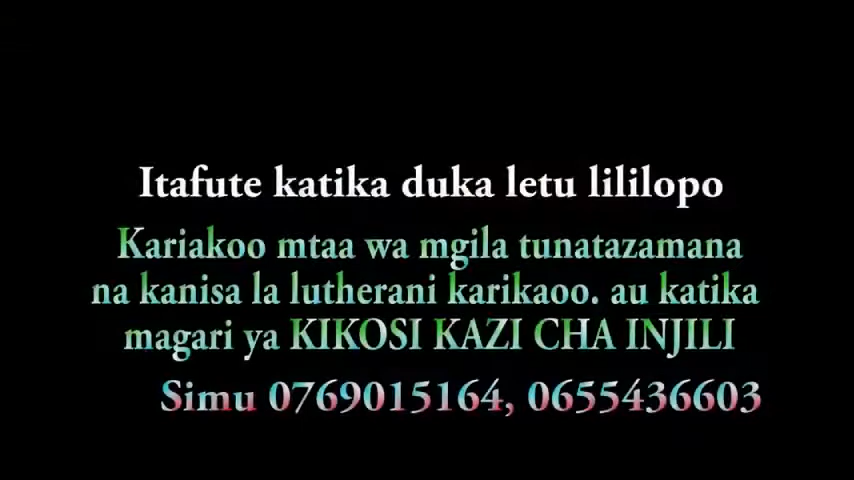 Itafute katika duka letu lililopo
Kariakoo mtaa wa mgila tunatazamana
na kanisa la lutherani karikaoo. au katika
magari ya KIKOSI KAZI CHA INJILI
Simu 0769015164, 0655436603